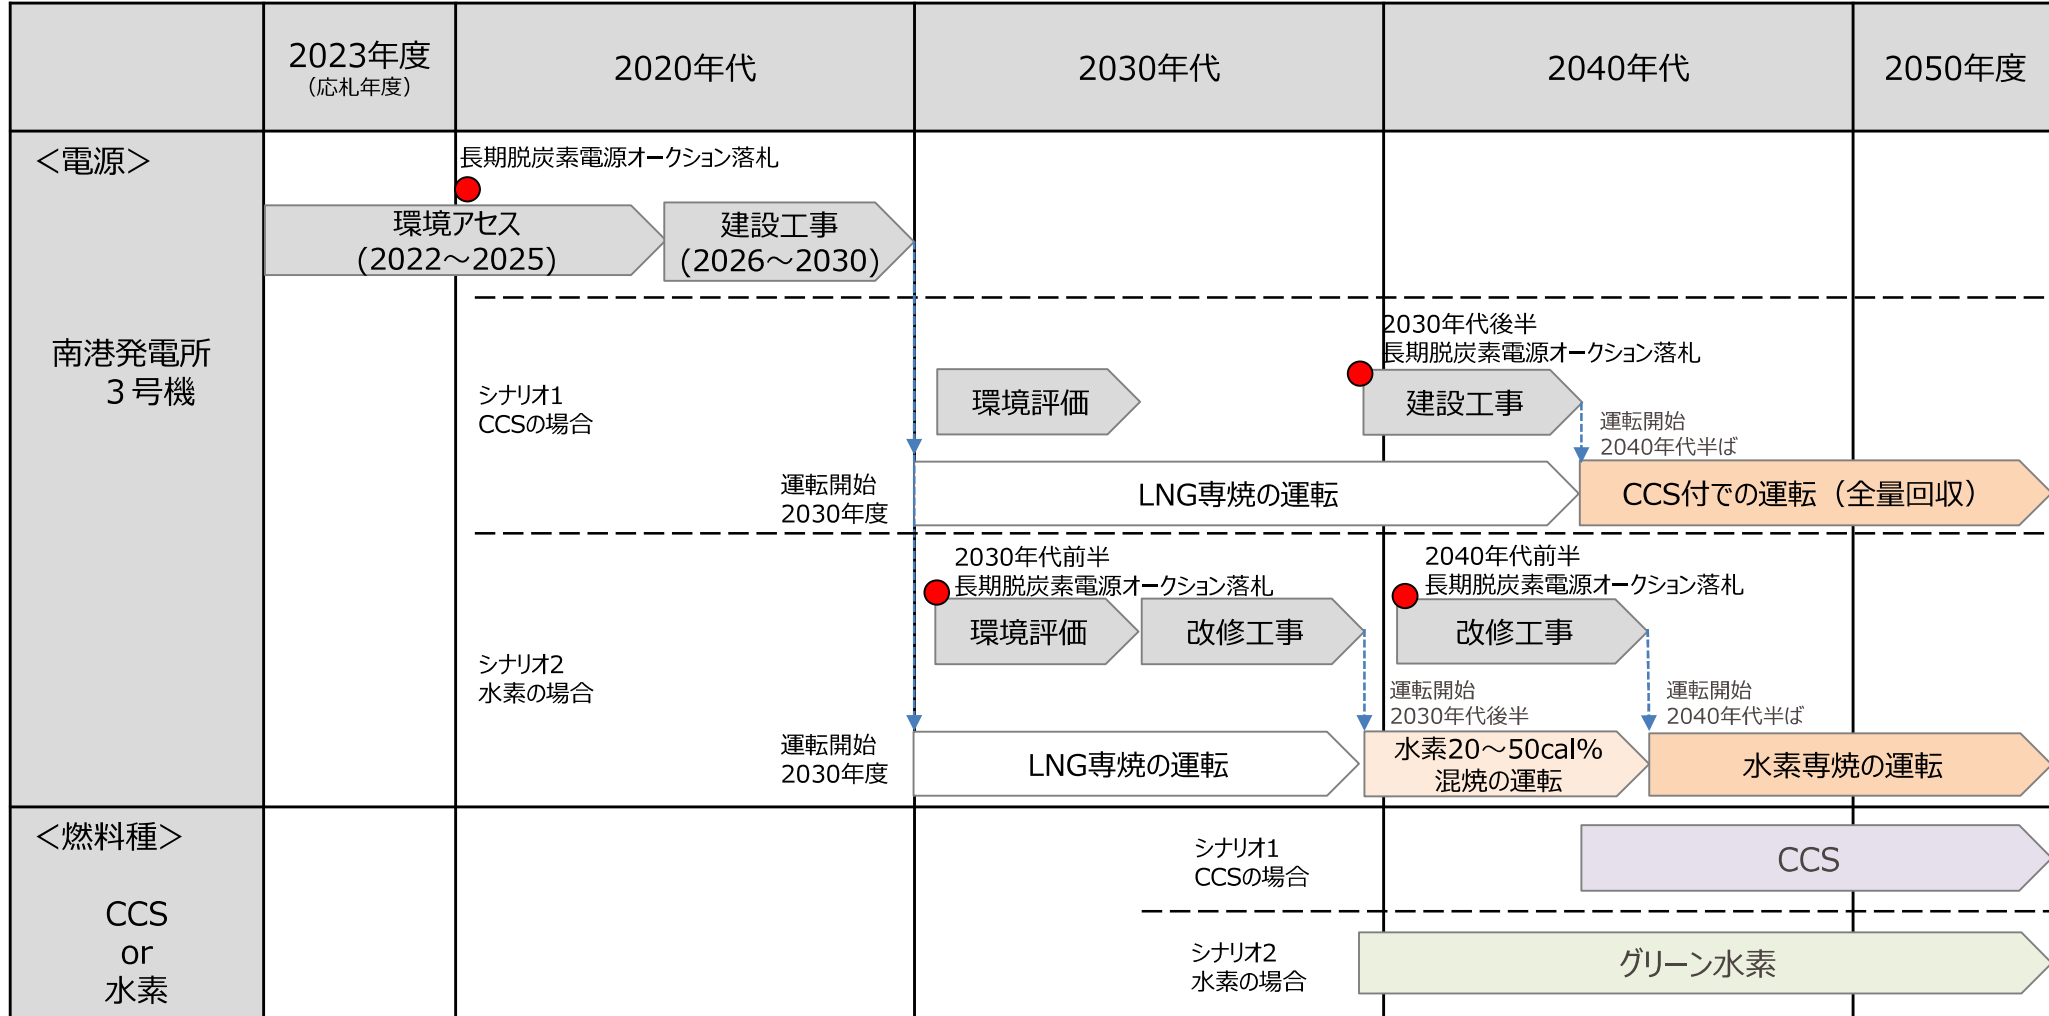 2023年度
（応札年度）
2020年代
2030年代
2040年代
2050年度
＜電源＞
南港発電所
３号機
長期脱炭素電源オークション落札
環境アセス
（2022～2025）
建設工事
（2026～2030）
シナリオ1
CCSの場合
環境評価
2030年代後半
長期脱炭素電源オークション落札
建設工事
運転開始
2040年代半ば
運転開始
2030年度
LNG専焼の運転
CCS付での運転（全量回収）
シナリオ2
水素の場合
2030年代前半
長期脱炭素電源オークション落札
環境評価
改修工事
2040年代前半
長期脱炭素電源オークション落札
改修工事
運転開始
2030年代後半
運転開始
2040年代半ば
運転開始
2030年度
LNG専焼の運転
水素20～50cal%
混焼の運転
水素専焼の運転
＜燃料種＞
CCS
or
水素
シナリオ1
CCSの場合
CCS
シナリオ2
水素の場合
グリーン水素